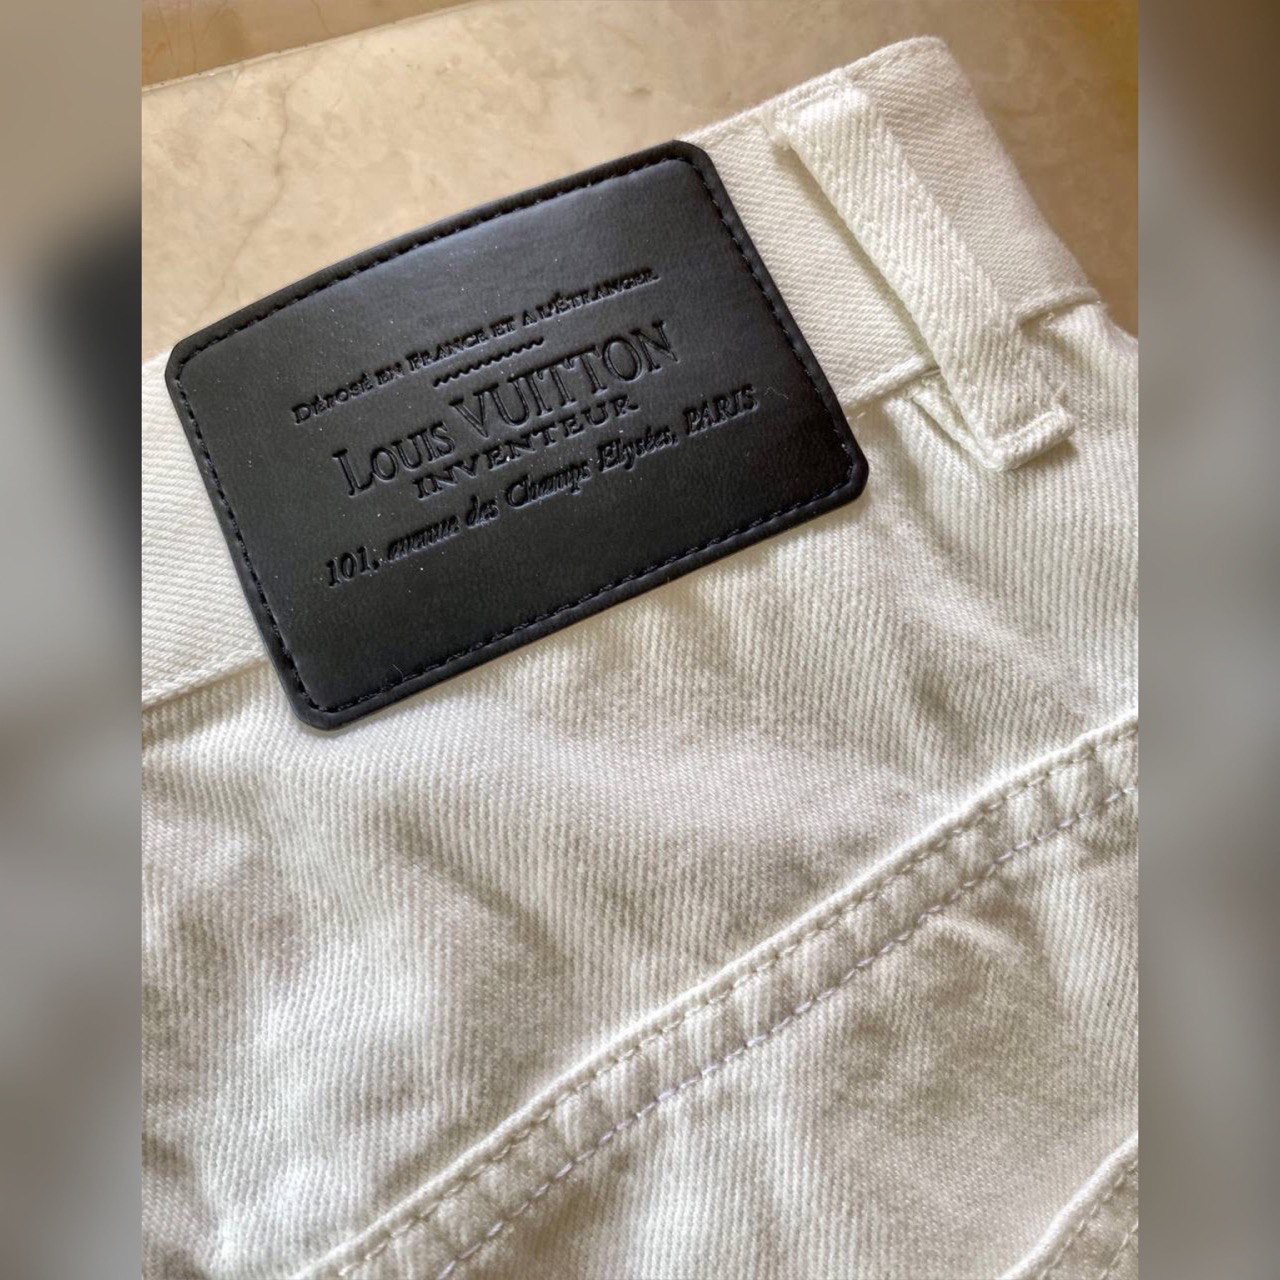 DÉPOSÉ EN FRANCE ET A L'ÉTRANGER
LOUIS VUITTON
INVENTEUR
101, avenue des Champs Elysées, PARIS